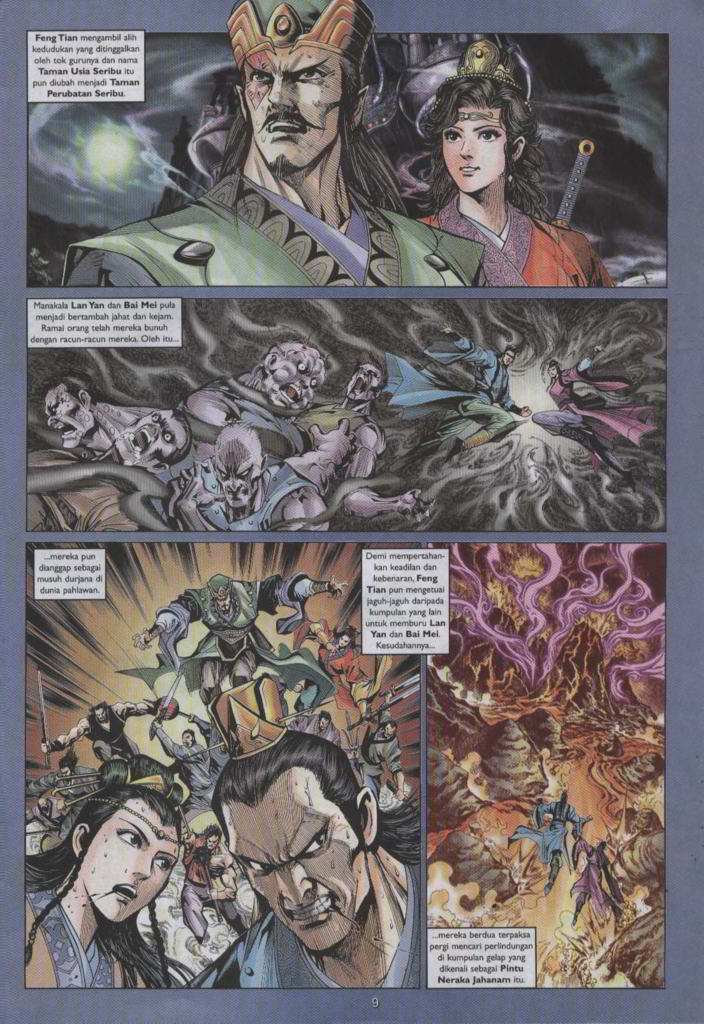 Feng Tian mengambil alih
kedudukan yang ditinggalkan
oleh tok gurunya dan nama
Taman Usia Seribu itu
pun diubah menjadi Taman
Perubatan Seribu.
Manakala Lan Yan dan Bai Mei pula
menjadi bertambah jahat dan kejam.
Ramai orang telah mereka bunuh
dengan racun-racun mereka. Oleh itu...
...mereka pun
dianggap sebagai
musuh durjana di
dunia pahlawan.
Demi mempertahan-
kan keadilan dan
kebenaran, Feng
Tian pun mengetuai
jaguh-jaguh daripada
kumpulan yang lain
untuk memburu Lan
Yan dan Bai Mei.
Kesudahannya...
...mereka berdua terpaksa
pergi mencari perlindungan
di kumpulan gelap yang
dikenali sebagai Pintu
Neraka Jahanam itu.
9